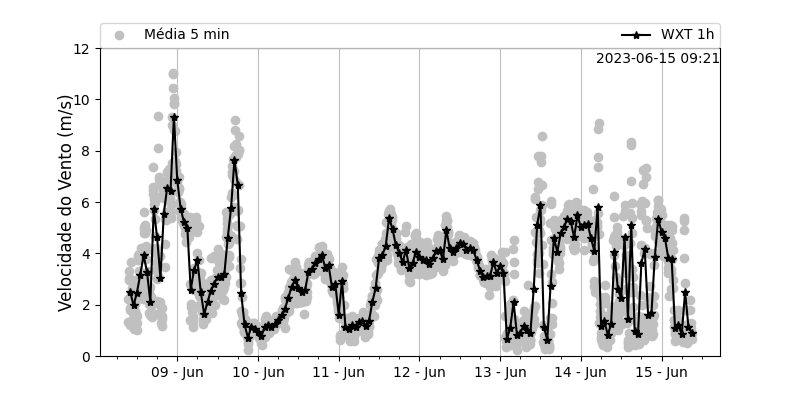 Média 5 min
WXT 1h
2023-06-15 09:21
Velocidade do Vento (m/s)
12
10
8
6
4
2
0
09 - Jun
10 - Jun
11 - Jun
12 - Jun
13 - Jun
14 - Jun
15 - Jun